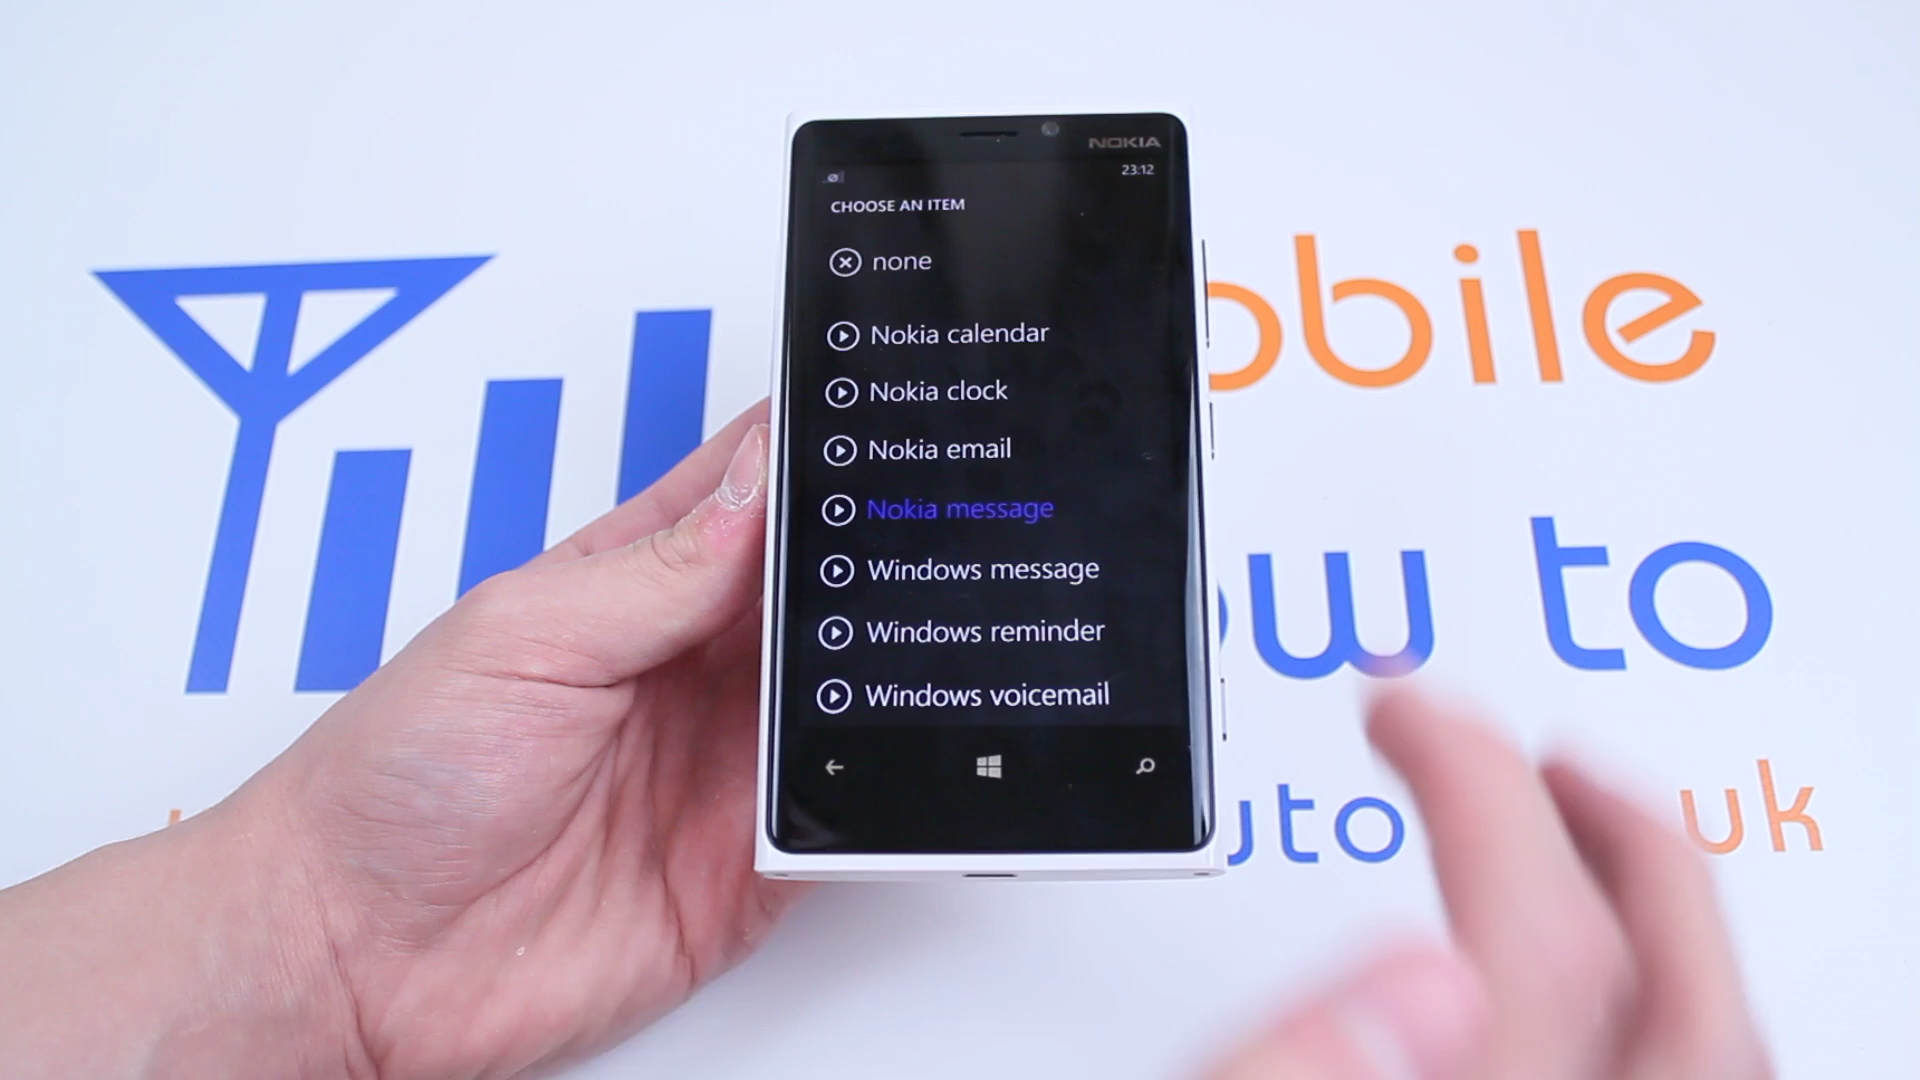 NOKIA
23:12
CHOOSE AN ITEM
none
Nokia calendar
Nokia clock
Nokia email
Nokia message
Windows message
Windows reminder
Windows voicemail
obile
ow to
uto
uk